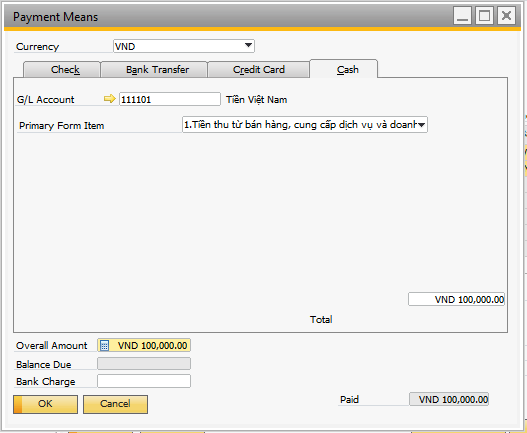 Payment Means
Currency VND
Check Bank Transfer Credit Card Cash
G/L Account 111101 Tiền Việt Nam
Primary Form Item 1.Tiền thu từ bán hàng, cung cấp dịch vụ và doanh
VND 100,000.00
Total
Overall Amount VND 100,000.00
Balance Due
Bank Charge
Paid VND 100,000.00
OK Cancel